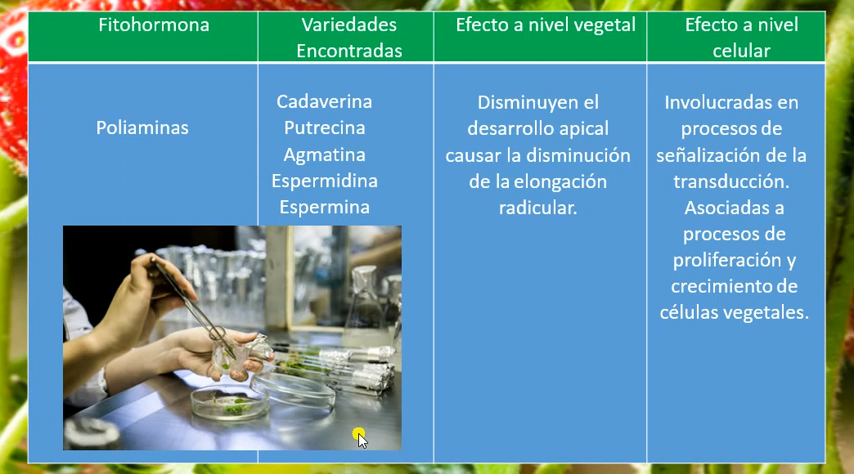 Fitohormona
Variedades
Encontradas
Efecto a nivel vegetal
Efecto a nivel
celular
Poliaminas
Cadaverina
Putrecina
Agmatina
Espermidina
Espermina
Disminuyen el
desarrollo apical
causar la disminución
de la elongación
radicular.
Involucradas en
procesos de
señalización de la
transducción.
Asociadas a
procesos de
proliferación y
crecimiento de
células vegetales.